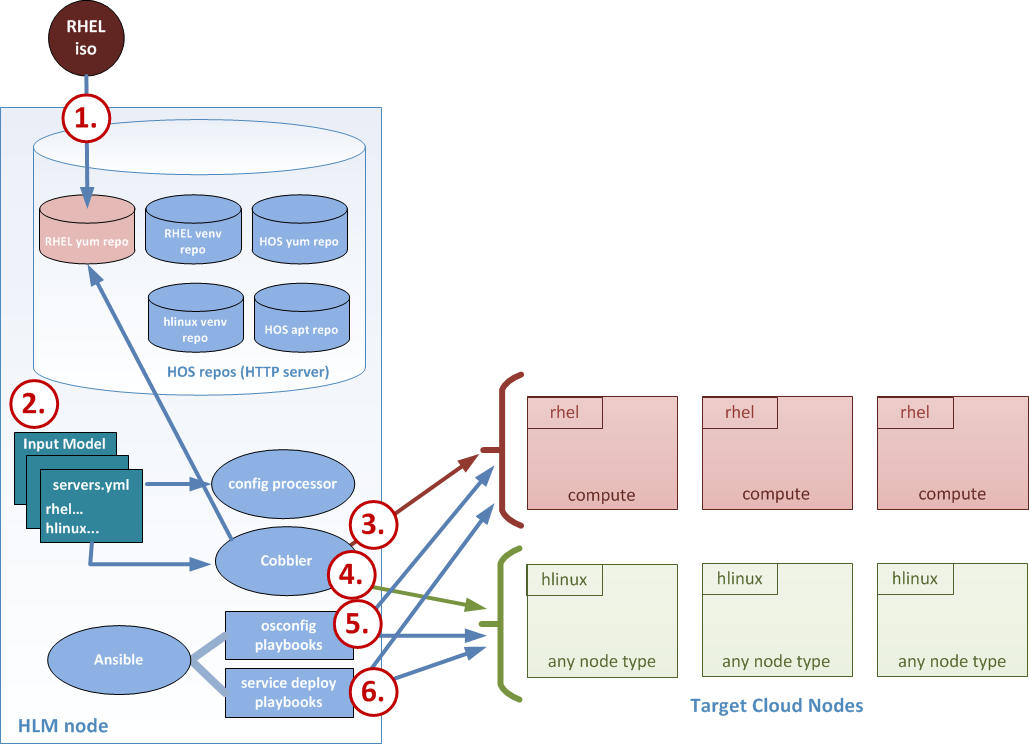 RHEL
iso
1.
RHEL yum repo
RHEL venv
repo
HOS yum repo
hlinux venv
repo
HOS apt repo
HOS repos (HTTP server)
2.
Input Model
servers.yml
rhel...
hlinux...
config processor
Cobbler
3.
4.
5.
6.
Ansible
osconfig
playbooks
service deploy
playbooks
HLM node
rhel
compute
rhel
compute
rhel
compute
hlinux
any node type
hlinux
any node type
hlinux
any node type
Target Cloud Nodes